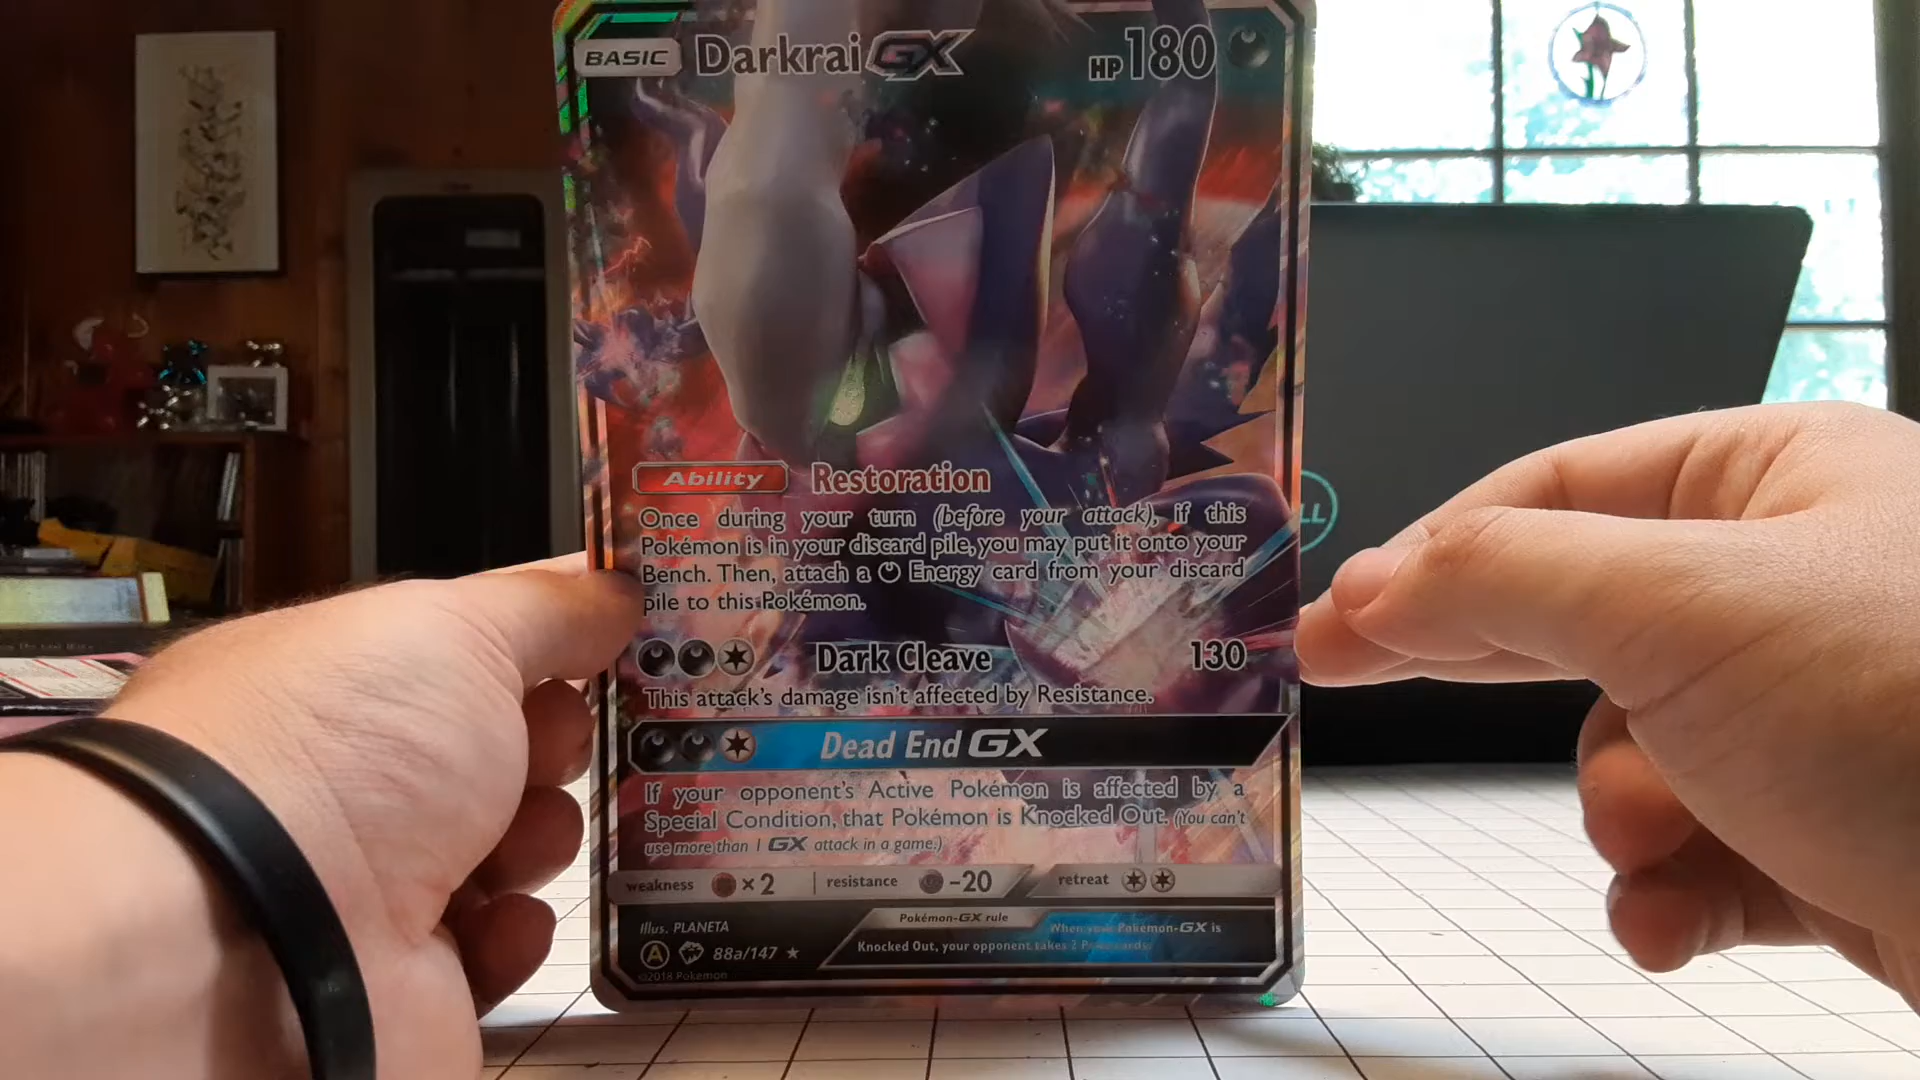 BASIC Darkrai GX HP 180
Ability Restoration
Once during your turn (before your attack), if this
Pokémon is in your discard pile, you may put it onto your
Bench. Then, attach a Energy card from your discard
pile to this Pokémon.
Dark Cleave 130
This attack's damage isn't affected by Resistance.
Dead End GX
If your opponent's Active Pokémon is affected by a
Special Condition, that Pokémon is Knocked Out. (You can't
use more than 1 GX attack in a game.)
weakness ×2 resistance -20 retreat
Illus. PLANETA
Pokémon-GX rule
When your Pokémon-GX is
Knocked Out, your opponent takes 2 Prize cards.
A 88a/147
©2018 Pokémon